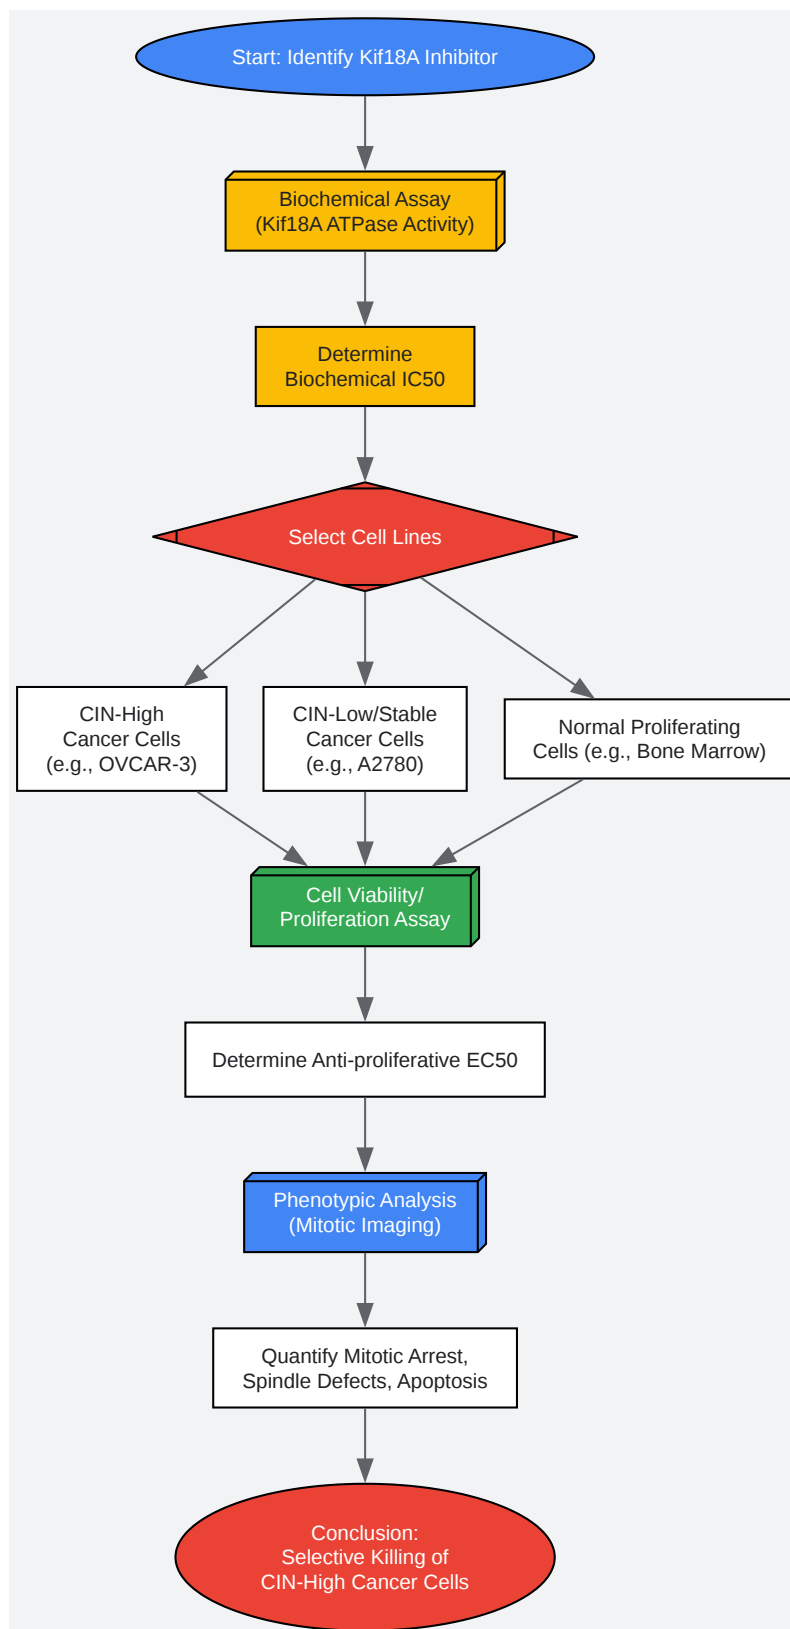 Start: Identify Kif18A Inhibitor
Biochemical Assay
(Kif18A ATPase Activity)
Determine
Biochemical IC50
Select Cell Lines
CIN-High
Cancer Cells
(e.g., OVCAR-3)
CIN-Low/Stable
Cancer Cells
(e.g., A2780)
Normal Proliferating
Cells (e.g., Bone Marrow)
Cell Viability/
Proliferation Assay
Determine Anti-proliferative EC50
Phenotypic Analysis
(Mitotic Imaging)
Quantify Mitotic Arrest,
Spindle Defects, Apoptosis
Conclusion:
Selective Killing of
CIN-High Cancer Cells